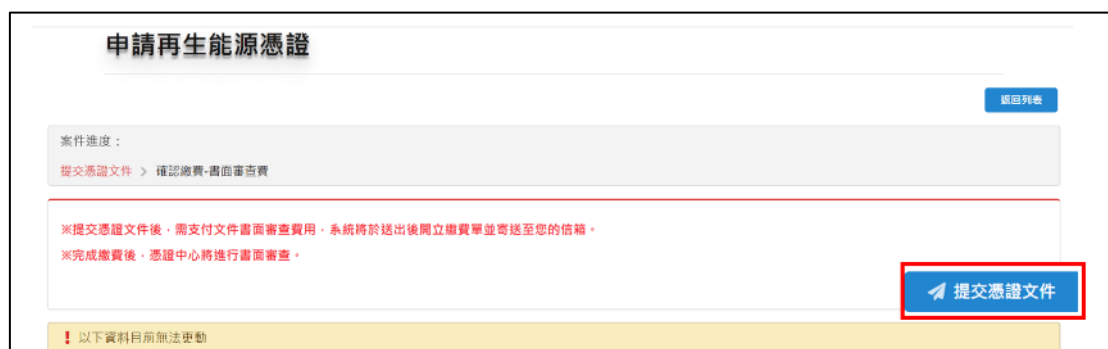 申請再生能源憑證
返回列表
案件進度：
提交憑證文件 > 確認繳費-書面審查費
※提交憑證文件後，需支付文件書面審查費用，系統將於送出後開立繳費單並寄送至您的信箱。
※完成繳費後，憑證中心將進行書面審查。
提交憑證文件
! 以下資料目前無法更動